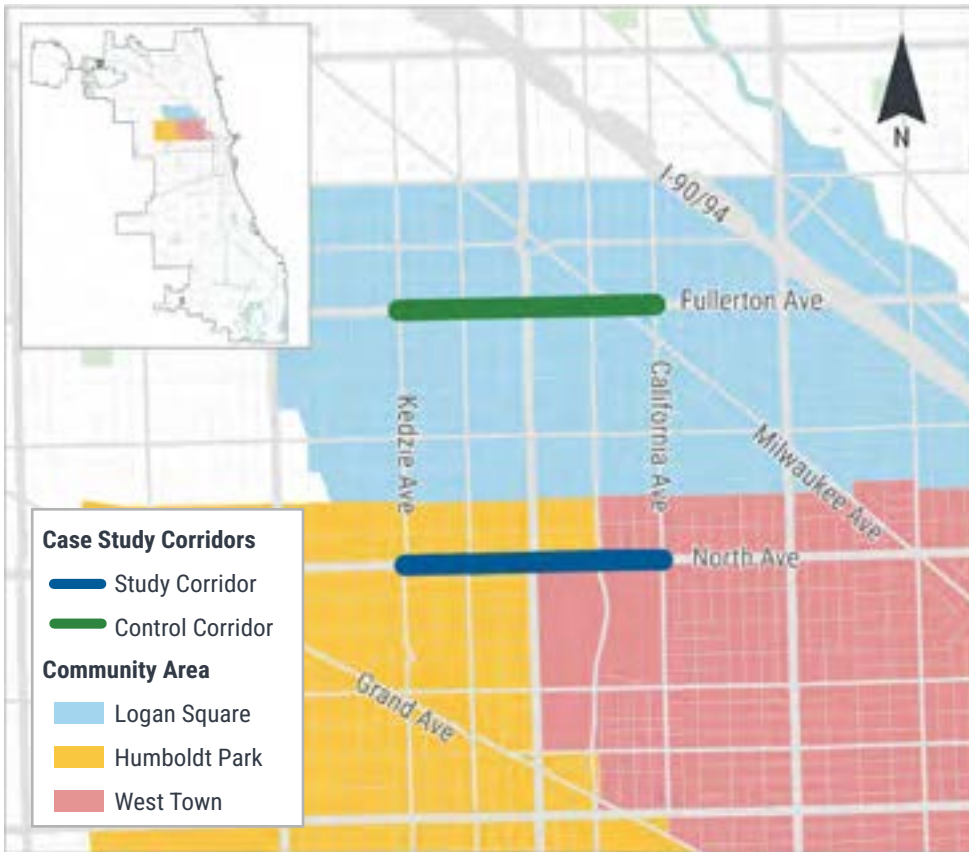 N
I-90/94
Fullerton Ave
Kedzie Ave
California Ave
Milwaukee Ave
North Ave
Grand Ave
Case Study Corridors
Study Corridor
Control Corridor
Community Area
Logan Square
Humboldt Park
West Town